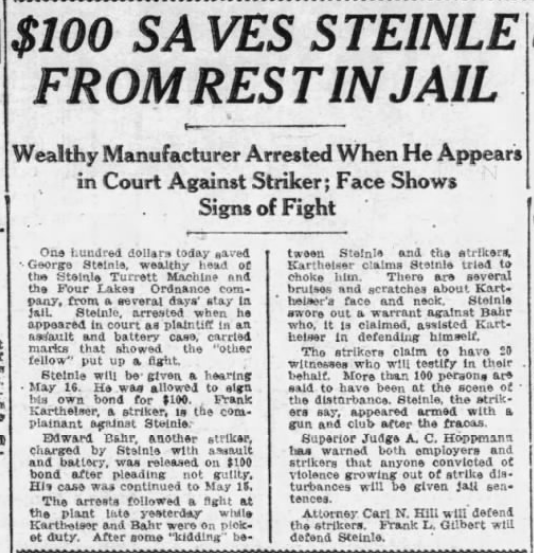 $100 SAVES STEINLE
FROM REST IN JAIL
Wealthy Manufacturer Arrested When He Appears
in Court Against Striker; Face Shows
Signs of Fight
One hundred dollars today saved
George Steinle, wealthy head of
the Steinle Turrett Machine and
the Four Lakes Ordnance com-
pany, from a several days' stay in
jail. Steinle, arrested when he
appeared in court as plaintiff in an
assault and battery case, carried
marks that showed the "other
fellow" put up a fight.
Steinle will be given a hearing
May 16. He was allowed to sign
his own bond for $100. Frank
Kartheiser, a striker, is the com-
plainant against Steinle.
Edward Bahr, another striker,
charged by Steinle with assault
and battery, was released on $100
bond after pleading not guilty.
His case was continued to May 15.
The arrests followed a fight at
the plant late yesterday while
Kartheiser and Bahr were on pick-
et duty. After some "kidding" be-
tween Steinle and the strikers,
Kartheiser claims Steinle tried to
choke him. There are several
bruises and scratches about Kart-
heiser's face and neck. Steinle
swore out a warrant against Bahr
who, it is claimed, assisted Kart-
heiser in defending himself.
The strikers claim to have 20
witnesses who will testify in their
behalf. More than 100 persons are
said to have been at the scene of
the disturbance. Steinle, the strik-
ers say, appeared armed with a
gun and club after the fracas.
Superior Judge A. C. Hoppmann
has warned both employers and
strikers that anyone convicted of
violence growing out of strike dis-
turbances will be given jail sen-
tences.
Attorney Carl N. Hill will defend
the strikers. Frank L. Gilbert will
defend Steinle.